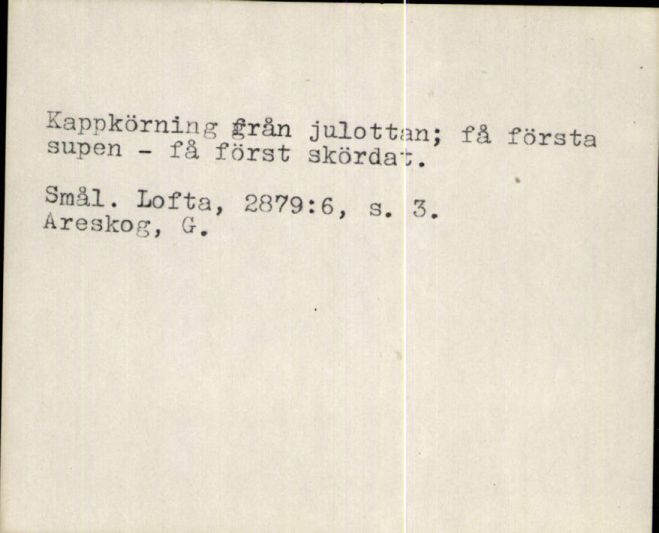 Kappkörning från julottan; få första
supen - få först skördat.
Smål. Lofta, 2879:6, s. 3.
Areskog, G.